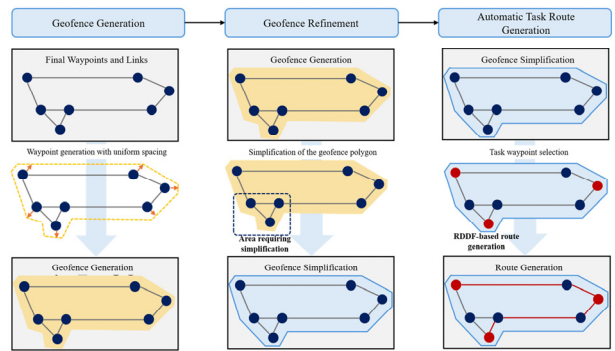 Geofence Generation
Geofence Refinement
Automatic Task Route
Generation
Final Waypoints and Links
Waypoint generation with uniform spacing
Geofence Generation
Geofence Generation
Simplification of the geofence polygon
Area requiring
simplification
Geofence Simplification
Geofence Simplification
Task waypoint selection
RDDF-based route
generation
Route Generation